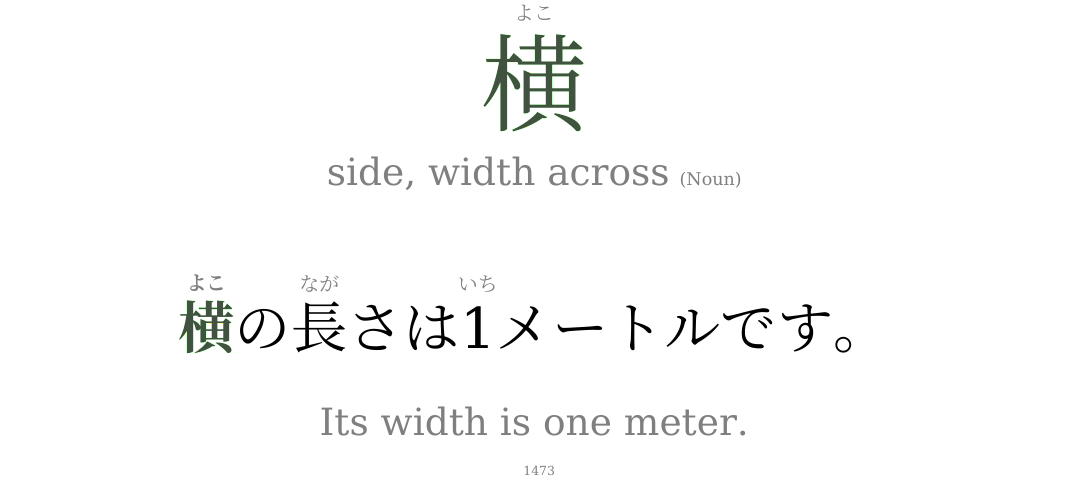 よこ
横
side, width across (Noun)
よこ なが いち
横の長さは1メートルです。
Its width is one meter.
1473